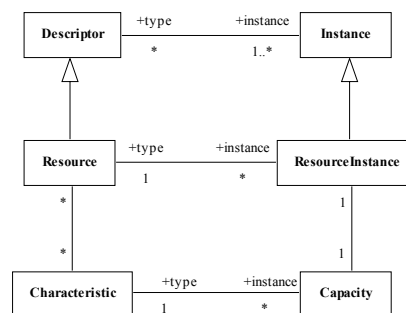 +type +instance
Descriptor Instance
* 1..*
+type +instance
Resource ResourceInstance
1 *
* 1
* 1
+type +instance
Characteristic Capacity
1 *